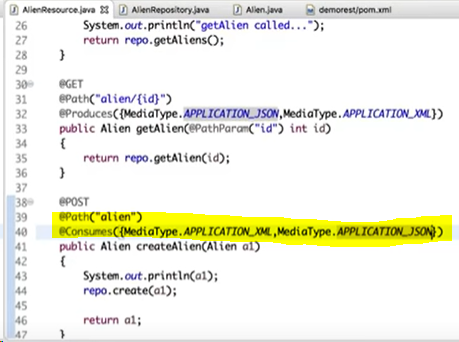 AlienResource.java AlienRepository.java Alien.java demorest/pom.xml
26 System.out.println("getAlien called...");
27 return repo.getAliens();
28 }
29
30 @GET
31 @Path("alien/{id}")
32 @Produces({MediaType.APPLICATION_JSON,MediaType.APPLICATION_XML})
33 public Alien getAlien(@PathParam("id") int id)
34 {
35 return repo.getAlien(id);
36 }
37
38 @POST
39 @Path("alien")
40 @Consumes({MediaType.APPLICATION_XML,MediaType.APPLICATION_JSON})
41 public Alien createAlien(Alien a1)
42 {
43 System.out.println(a1);
44 repo.create(a1);
45
46 return a1;
47 }